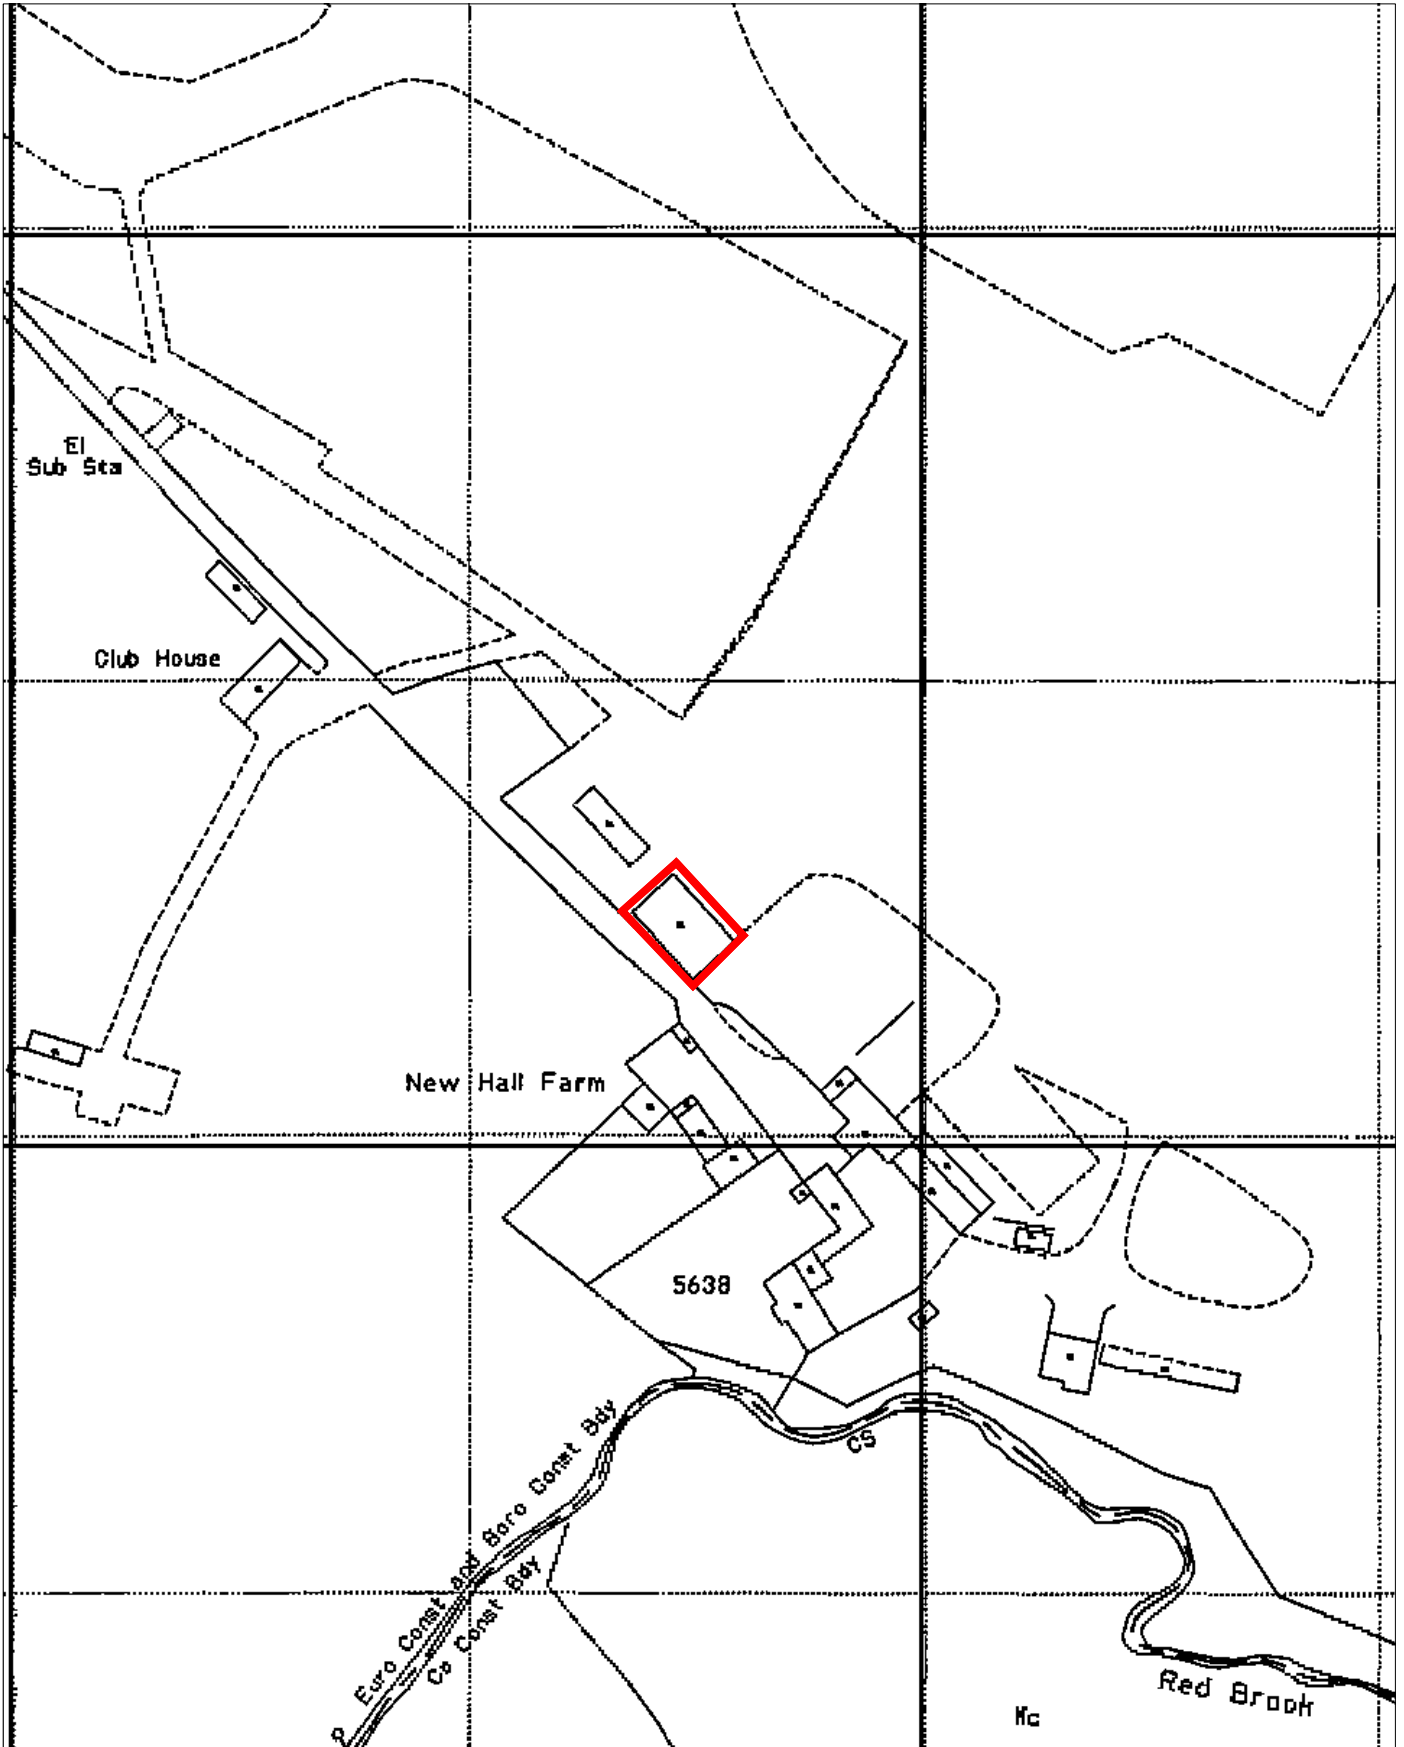 El
Sub Sta
Club House
New Hall Farm
5638
CS
Euro Const and Boro Const Bdy
Co Const Bdy
Red Brook